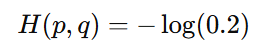 H(p, q) = − log(0.2)